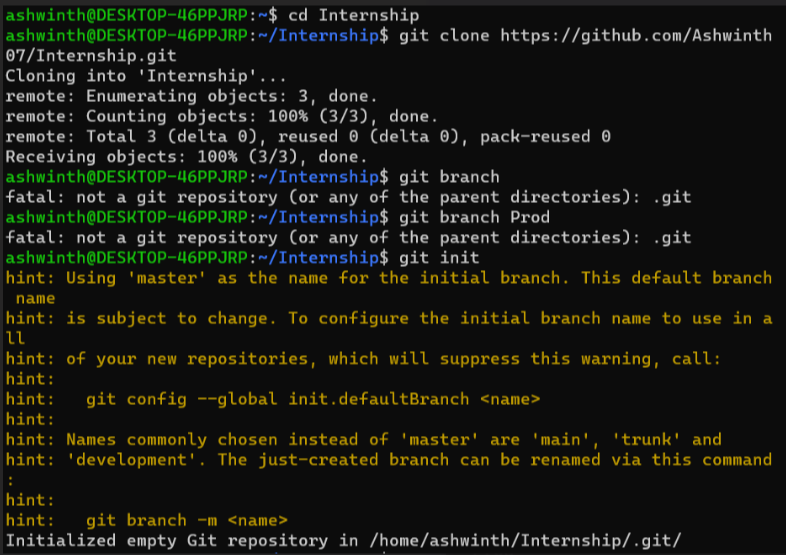 ashwinth@DESKTOP-46PPJRP:~$ cd Internship
ashwinth@DESKTOP-46PPJRP:~/Internship$ git clone https://github.com/Ashwinth
07/Internship.git
Cloning into 'Internship'...
remote: Enumerating objects: 3, done.
remote: Counting objects: 100% (3/3), done.
remote: Total 3 (delta 0), reused 0 (delta 0), pack-reused 0
Receiving objects: 100% (3/3), done.
ashwinth@DESKTOP-46PPJRP:~/Internship$ git branch
fatal: not a git repository (or any of the parent directories): .git
ashwinth@DESKTOP-46PPJRP:~/Internship$ git branch Prod
fatal: not a git repository (or any of the parent directories): .git
ashwinth@DESKTOP-46PPJRP:~/Internship$ git init
hint: Using 'master' as the name for the initial branch. This default branch
 name
hint: is subject to change. To configure the initial branch name to use in a
ll
hint: of your new repositories, which will suppress this warning, call:
hint:
hint:   git config --global init.defaultBranch <name>
hint:
hint: Names commonly chosen instead of 'master' are 'main', 'trunk' and
hint: 'development'. The just-created branch can be renamed via this command
:
hint:
hint:   git branch -m <name>
Initialized empty Git repository in /home/ashwinth/Internship/.git/